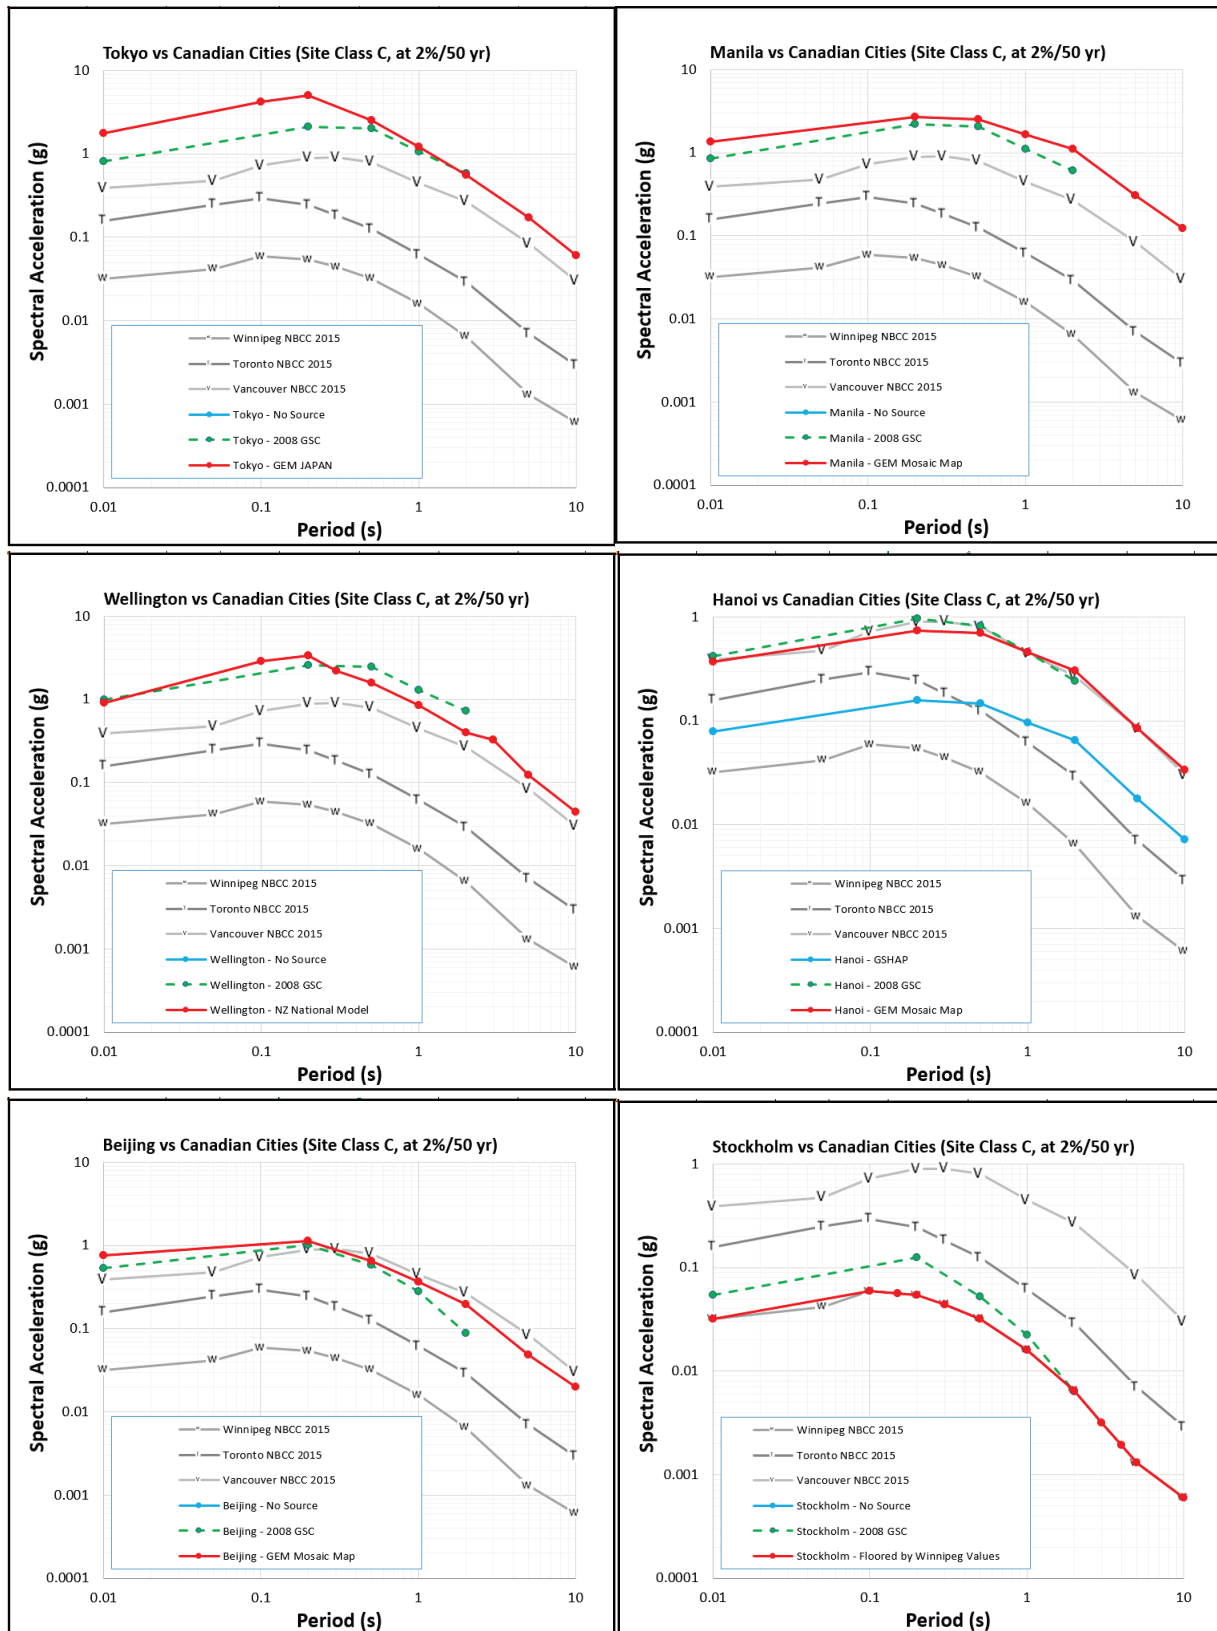 Tokyo vs Canadian Cities (Site Class C, at 2%/50 yr)
10
1
0.1
0.01
0.001
0.0001
Spectral Acceleration (g)
V V V V V V V V V V
T T T T T T T T T T
w w w w w w w w w w
Winnipeg NBCC 2015
Toronto NBCC 2015
Vancouver NBCC 2015
Tokyo - No Source
Tokyo - 2008 GSC
Tokyo - GEM JAPAN
0.01 0.1 1 10
Period (s)
Manila vs Canadian Cities (Site Class C, at 2%/50 yr)
10
1
0.1
0.01
0.001
0.0001
Spectral Acceleration (g)
V V V V V V V V V V
T T T T T T T T T T
w w w w w w w w w w
Winnipeg NBCC 2015
Toronto NBCC 2015
Vancouver NBCC 2015
Manila - No Source
Manila - 2008 GSC
Manila - GEM Mosaic Map
0.01 0.1 1 10
Period (s)
Wellington vs Canadian Cities (Site Class C, at 2%/50 yr)
10
1
0.1
0.01
0.001
0.0001
Spectral Acceleration (g)
V V V V V V V V V V
T T T T T T T T T T
w w w w w w w w w w
Winnipeg NBCC 2015
Toronto NBCC 2015
Vancouver NBCC 2015
Wellington - No Source
Wellington - 2008 GSC
Wellington - NZ National Model
0.01 0.1 1 10
Period (s)
Hanoi vs Canadian Cities (Site Class C, at 2%/50 yr)
1
0.1
0.01
0.001
0.0001
Spectral Acceleration (g)
V V V V V V V V V V
T T T T T T T T T T
w w w w w w w w w w
Winnipeg NBCC 2015
Toronto NBCC 2015
Vancouver NBCC 2015
Hanoi - GSHAP
Hanoi - 2008 GSC
Hanoi - GEM Mosaic Map
0.01 0.1 1 10
Period (s)
Beijing vs Canadian Cities (Site Class C, at 2%/50 yr)
10
1
0.1
0.01
0.001
0.0001
Spectral Acceleration (g)
V V V V V V V V V V
T T T T T T T T T T
w w w w w w w w w w
Winnipeg NBCC 2015
Toronto NBCC 2015
Vancouver NBCC 2015
Beijing - No Source
Beijing - 2008 GSC
Beijing - GEM Mosaic Map
0.01 0.1 1 10
Period (s)
Stockholm vs Canadian Cities (Site Class C, at 2%/50 yr)
1
0.1
0.01
0.001
0.0001
Spectral Acceleration (g)
V V V V V V V V V V
T T T T T T T T T T
w w w w w w w w w w
Winnipeg NBCC 2015
Toronto NBCC 2015
Vancouver NBCC 2015
Stockholm - No Source
Stockholm - 2008 GSC
Stockholm - Floored by Winnipeg Values
0.01 0.1 1 10
Period (s)